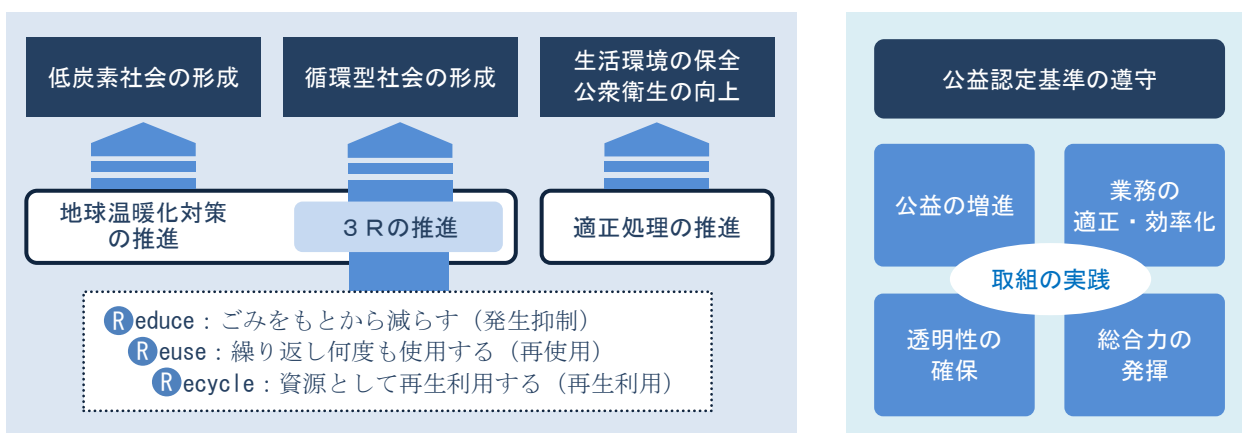 低炭素社会の形成
循環型社会の形成
生活環境の保全
公衆衛生の向上
地球温暖化対策
の推進
３Ｒの推進
適正処理の推進
Reduce：ごみをもとから減らす（発生抑制）
Reuse：繰り返し何度も使用する（再使用）
Recycle：資源として再生利用する（再生利用）
公益認定基準の遵守
公益の増進
業務の
適正・効率化
取組の実践
透明性の
確保
総合力の
発揮